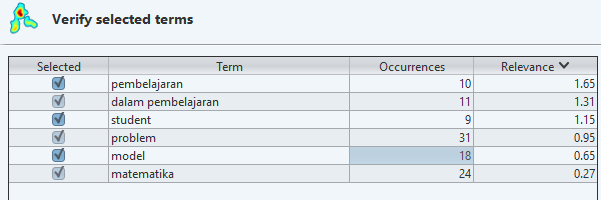 Verify selected terms
Selected Term Occurrences Relevance
pembelajaran 10 1.65
dalam pembelajaran 11 1.31
student 9 1.15
problem 31 0.95
model 18 0.65
matematika 24 0.27